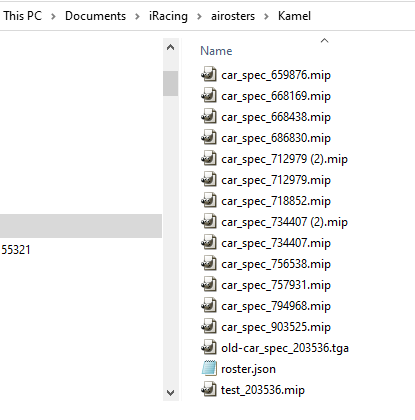 This PC > Documents > iRacing > airosters > Kamel
Name
car_spec_659876.mip
car_spec_668169.mip
car_spec_668438.mip
car_spec_686830.mip
car_spec_712979 (2).mip
car_spec_712979.mip
car_spec_718852.mip
car_spec_734407 (2).mip
55321 car_spec_734407.mip
car_spec_756538.mip
car_spec_757931.mip
car_spec_794968.mip
car_spec_903525.mip
old-car_spec_203536.tga
roster.json
test_203536.mip